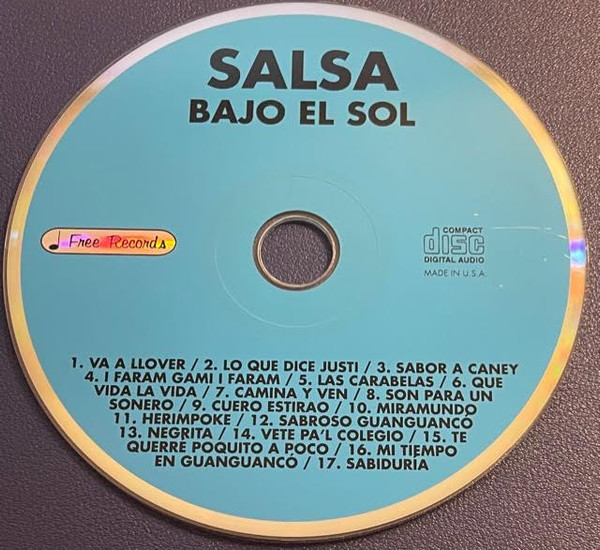 SALSA
BAJO EL SOL
Free Records
COMPACT
disc
DIGITAL AUDIO
MADE IN U.S.A.
1. VA A LLOVER / 2. LO QUE DICE JUSTI / 3. SABOR A CANEY
4. I FARAM GAMI I FARAM / 5. LAS CARABELAS / 6. QUE
VIDA LA VIDA / 7. CAMINA Y VEN / 8. SON PARA UN
SONERO / 9. CUERO ESTIRAO / 10. MIRAMUNDO
11. HERIMPOKE / 12. SABROSO GUANGUANCÓ
13. NEGRITA / 14. VETE PA'L COLEGIO / 15. TE
QUERRE POQUITO A POCO / 16. MI TIEMPO
EN GUANGUANCÓ / 17. SABIDURÍA